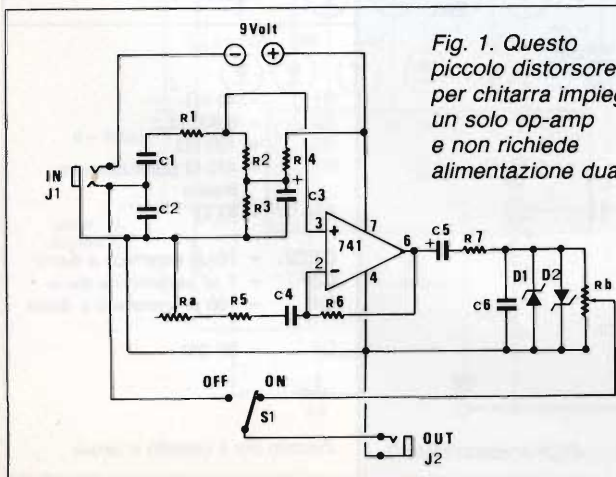 9Volt
Fig. 1. Questo
piccolo distorsore
per chitarra
un solo op-amp
e non richiede
alimentazione
− +
R1
R2
R4
IN
J1
C1
C2
R3
+
C3
3
+
741
7
6
2
−
4
+
C5
R7
C6
D1
D2
Rb
Ra
R5
C4
R6
OFF
ON
S1
OUT
J2